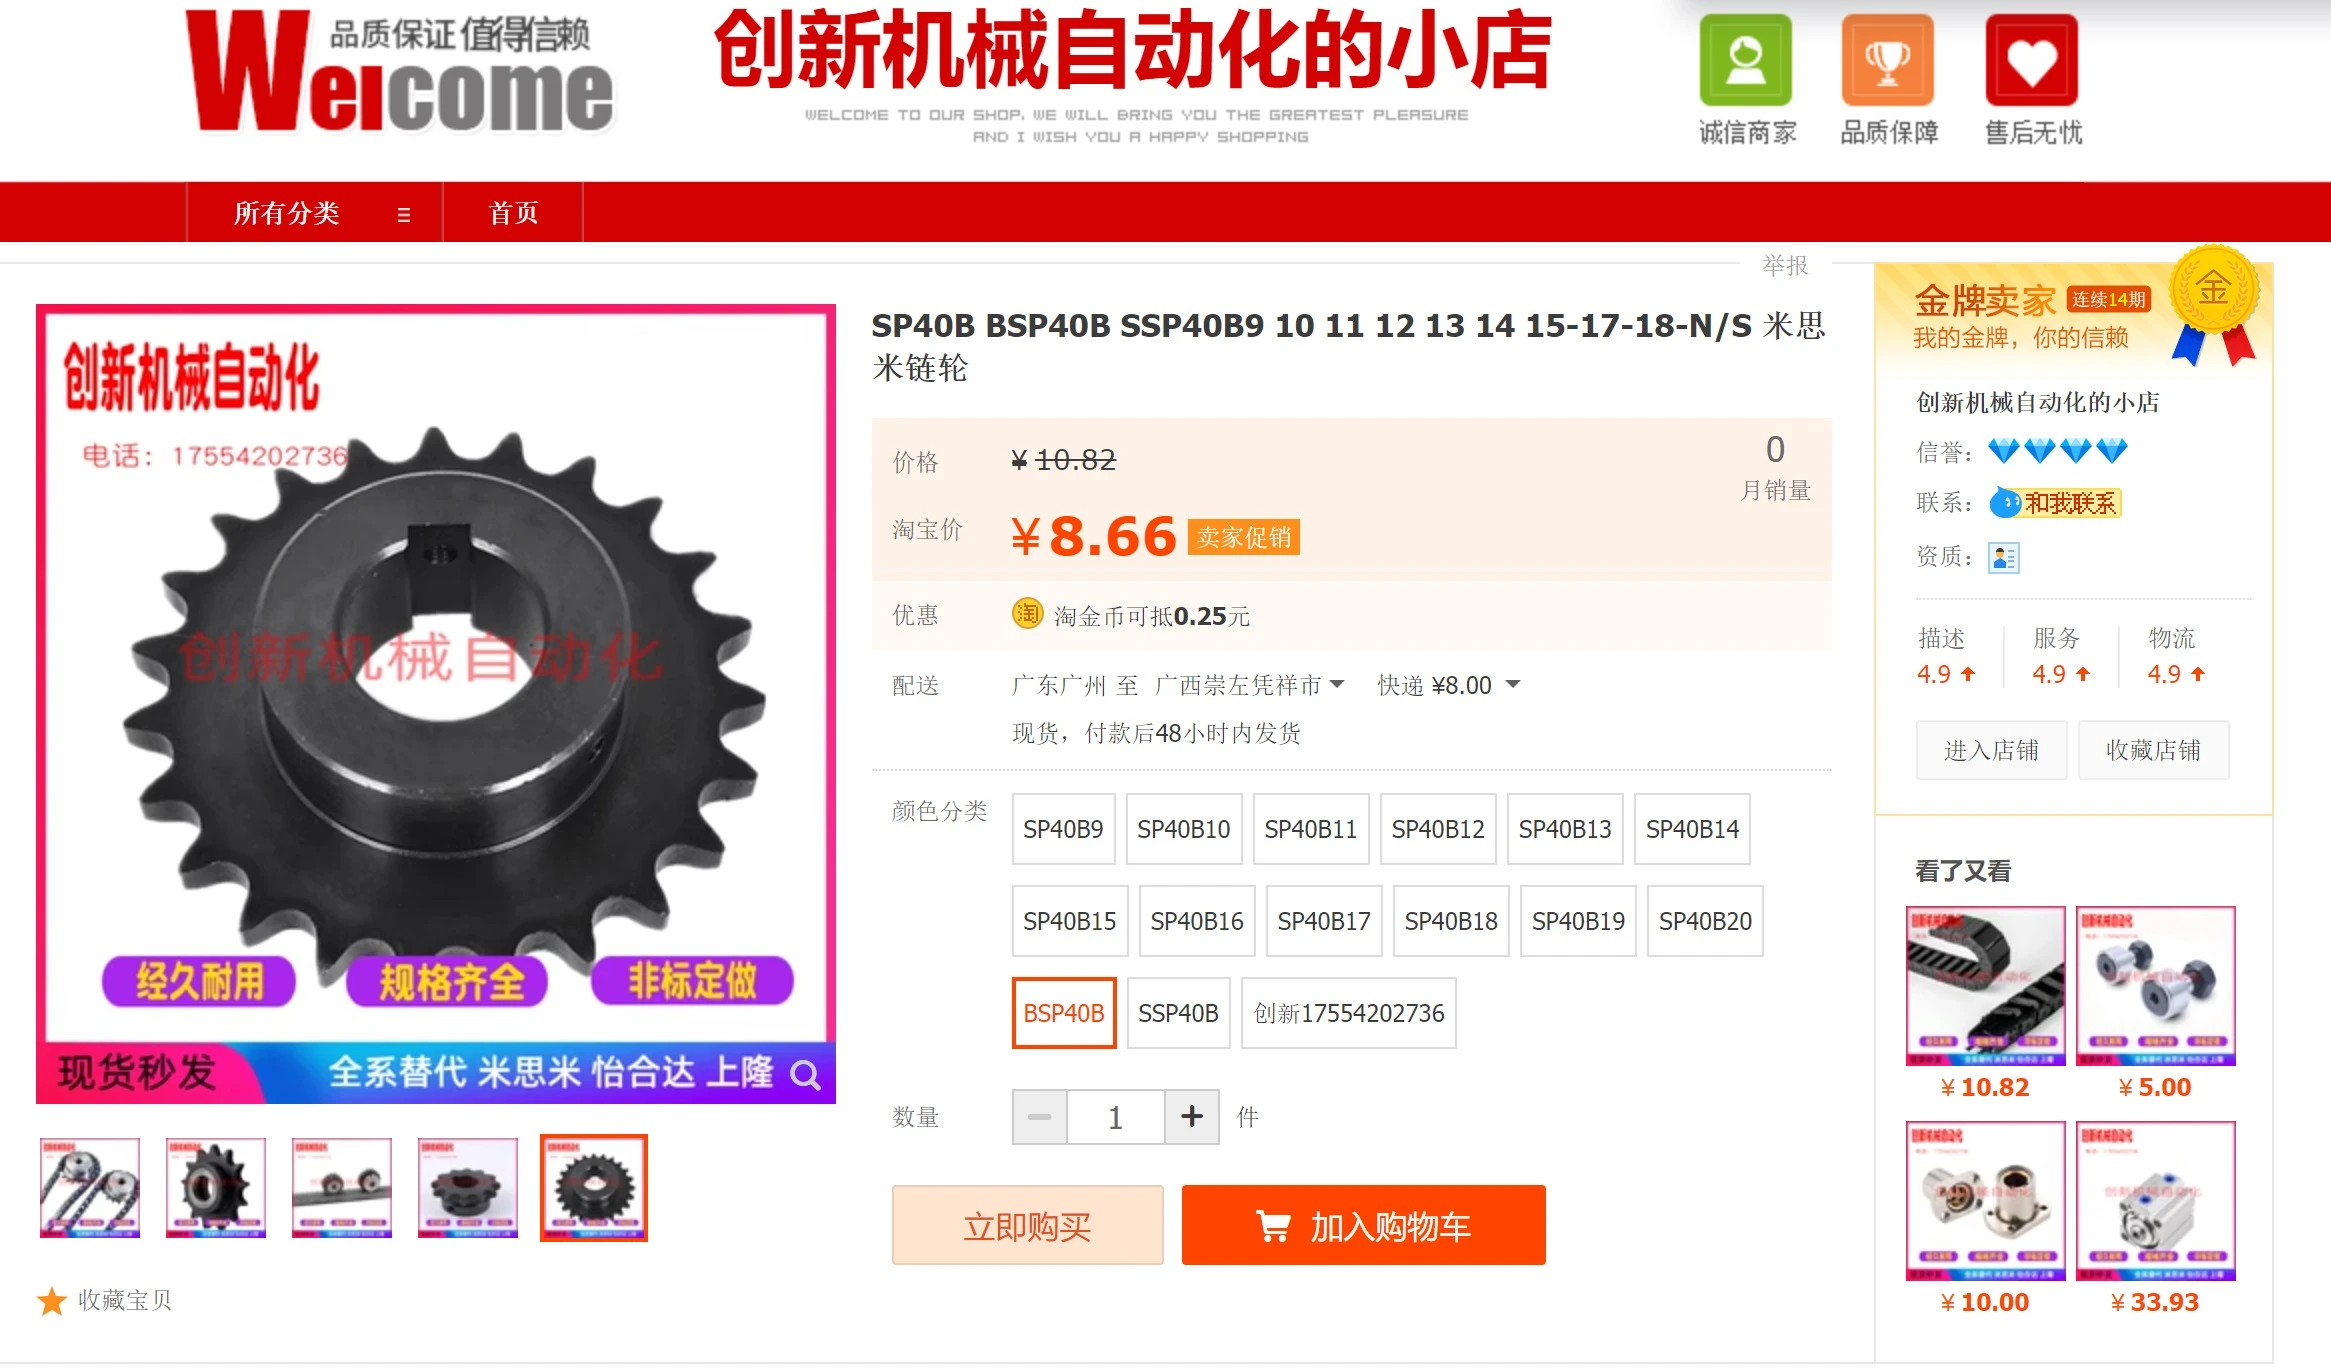 Welcome
品质保证 值得信赖
创新机械自动化的小店
WELCOME TO OUR SHOP, WE WILL BRING YOU THE GREATEST PLEASURE
AND I WISH YOU A HAPPY SHOPPING
诚信商家
品质保障
售后无忧
所有分类
首页
举报
创新机械自动化
电话：17554202736
创新机械自动化
经久耐用
规格齐全
非标定做
现货秒发
全系替代 米思米 怡合达 上隆
收藏宝贝
SP40B BSP40B SSP40B9 10 11 12 13 14 15-17-18-N/S 米思
米链轮
价格 ¥ 10.82
0
月销量
淘宝价 ¥ 8.66 卖家促销
优惠 淘 淘金币可抵0.25元
配送 广东广州 至 广西崇左凭祥市 快递 ¥8.00
现货，付款后48小时内发货
颜色分类 SP40B9 SP40B10 SP40B11 SP40B12 SP40B13 SP40B14
SP40B15 SP40B16 SP40B17 SP40B18 SP40B19 SP40B20
BSP40B SSP40B 创新17554202736
数量 1 件
立即购买
加入购物车
金牌卖家 连续14期
金
我的金牌，你的信赖
创新机械自动化的小店
信誉：
联系： 和我联系
资质：
描述 服务 物流
4.9 4.9 4.9
进入店铺
收藏店铺
看了又看
¥ 10.82
¥ 5.00
¥ 10.00
¥ 33.93